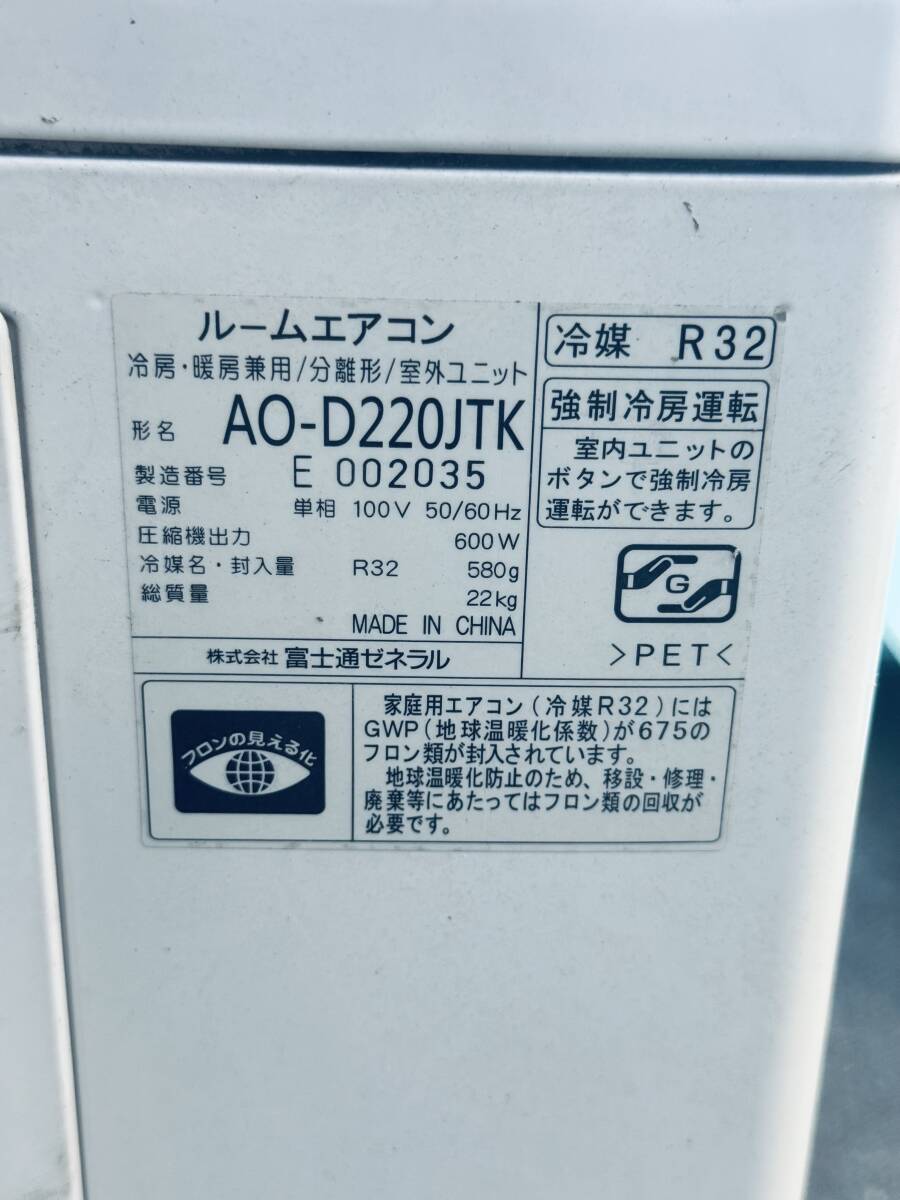 ルームエアコン
冷房・暖房兼用/分離形/室外ユニット
形名 AO-D220JTK
製造番号 E 002035
電源 単相 100V 50/60Hz
圧縮機出力 600W
冷媒名・封入量 R32 580g
総質量 22kg
MADE IN CHINA
株式会社 富士通ゼネラル
冷媒 R32
強制冷房運転
室内ユニットの
ボタンで強制冷房
運転ができます。
G
>PET<
フロンの見える化
家庭用エアコン(冷媒R32)には
GWP(地球温暖化係数)が675の
フロン類が封入されています。
地球温暖化防止のため、移設・修理・
廃棄等にあたってはフロン類の回収が
必要です。